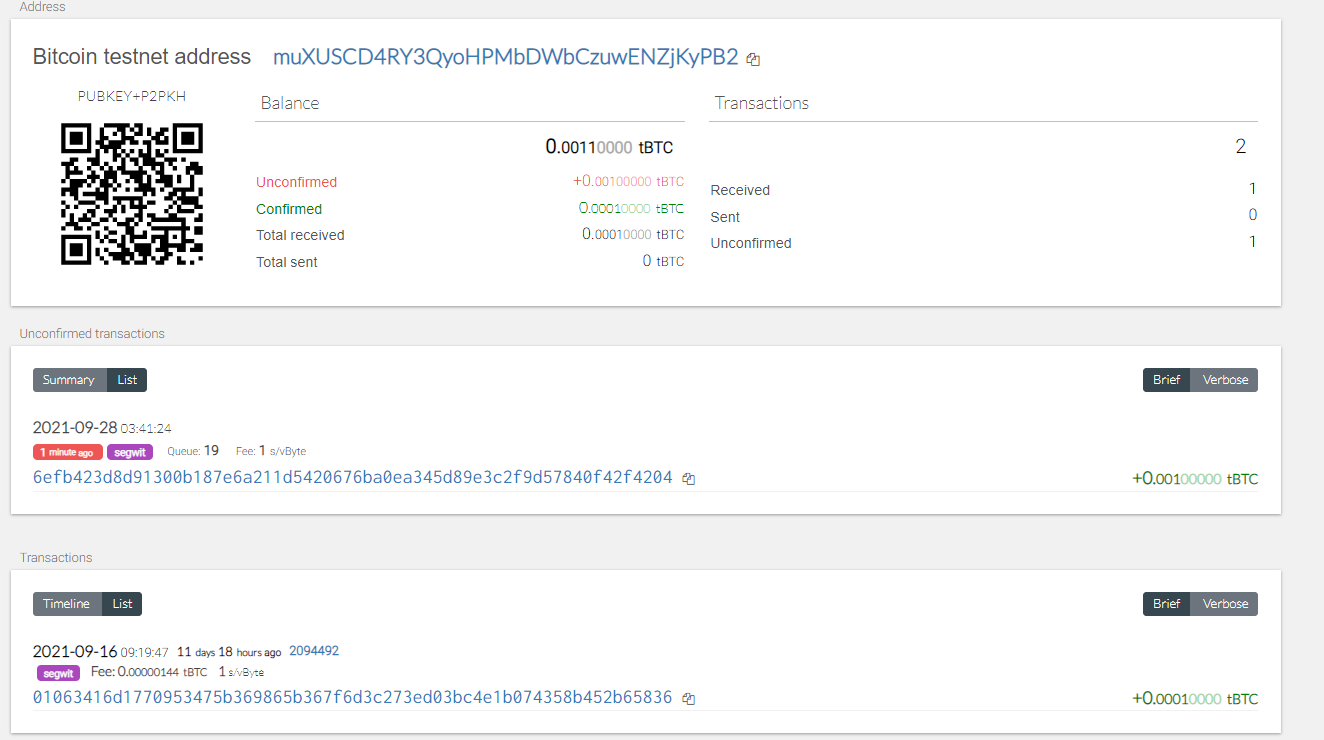 Address
Bitcoin testnet address muXUSCD4RY3QyoHPMbDWbCzuwENZjKyPB2
PUBKEY+P2PKH
Balance
0.00110000 tBTC
Unconfirmed +0.00100000 tBTC
Confirmed 0.00010000 tBTC
Total received 0.00010000 tBTC
Total sent 0 tBTC
Transactions
2
Received 1
Sent 0
Unconfirmed 1
Unconfirmed transactions
Summary List Brief Verbose
2021-09-28 03:41:24
1 minute ago segwit Queue: 19 Fee: 1 s/vByte
6efb423d8d91300b187e6a211d5420676ba0ea345d89e3c2f9d57840f42f4204 +0.00100000 tBTC
Transactions
Timeline List Brief Verbose
2021-09-16 09:19:47 11 days 18 hours ago 2094492
segwit Fee: 0.00000144 tBTC 1 s/vByte
01063416d1770953475b369865b367f6d3c273ed03bc4e1b074358b452b65836 +0.00010000 tBTC